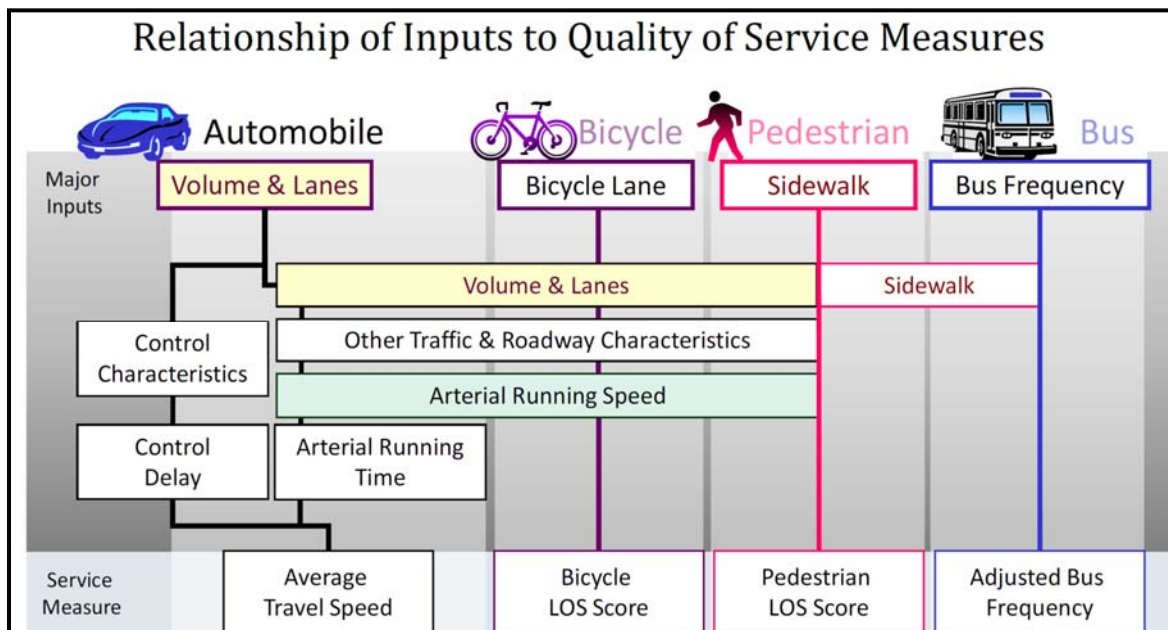 Relationship of Inputs to Quality of Service Measures
Automobile
Bicycle
Pedestrian
Bus
Major
Inputs
Volume & Lanes
Bicycle Lane
Sidewalk
Bus Frequency
Volume & Lanes
Sidewalk
Control
Characteristics
Other Traffic & Roadway Characteristics
Arterial Running Speed
Control
Delay
Arterial Running
Time
Service
Measure
Average
Travel Speed
Bicycle
LOS Score
Pedestrian
LOS Score
Adjusted Bus
Frequency